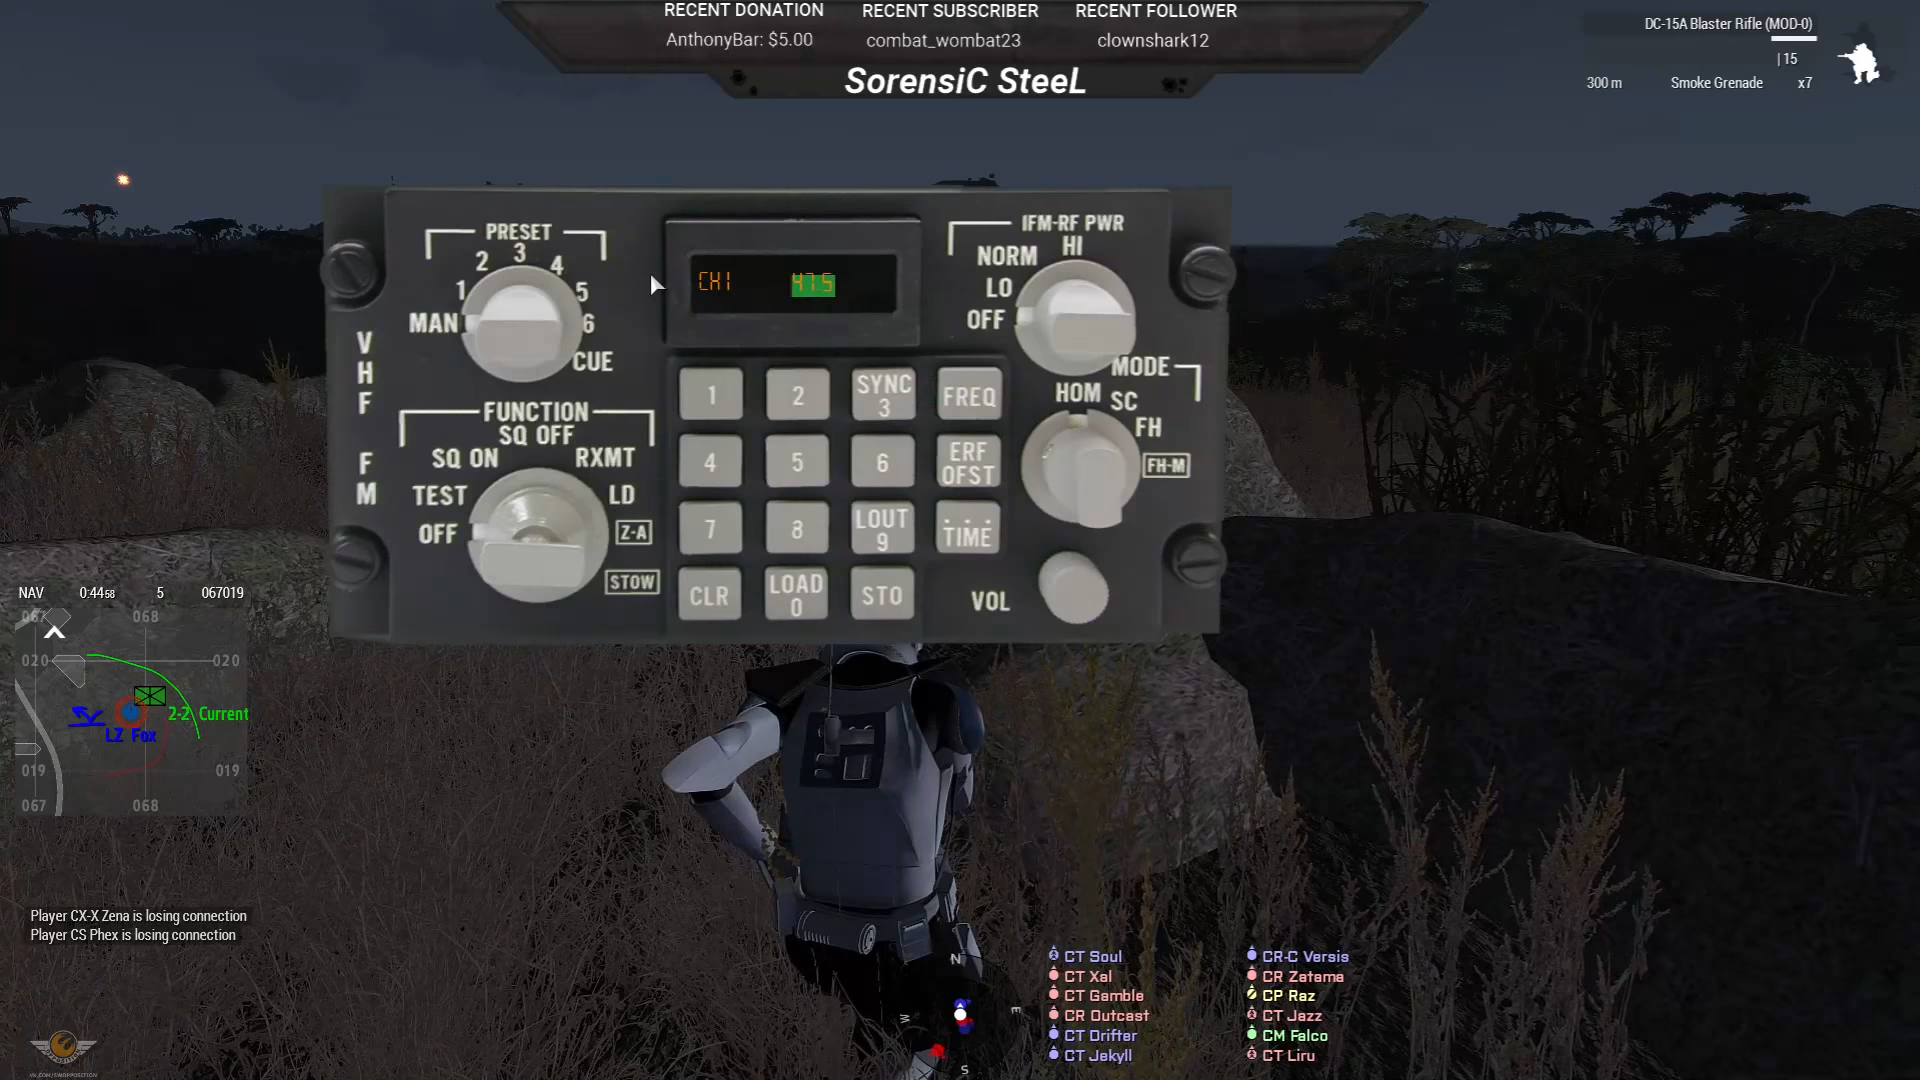 RECENT DONATION RECENT SUBSCRIBER RECENT FOLLOWER
AnthonyBar: $5.00 combat_wombat23 clownshark12
SorensiC SteeL
DC-15A Blaster Rifle (MOD-0)
| 15
300 m Smoke Grenade x7
PRESET
1 2 3 4 5 6
MAN
CUE
CH1 47.5
IFM-RF PWR
NORM HI
LO
OFF
VHF FM
FUNCTION
SQ OFF
SQ ON RXMT
TEST LD
OFF Z-A
STOW
1 2 SYNC 3 FREQ
4 5 6 ERF OFST
7 8 LOUT 9 TIME
CLR LOAD 0 STO
MODE
HOM SC
FH
FH-M
VOL
NAV 0:44 58 5 067019
067 068
020 020
2-2 Current
LZ Fox
019 019
067 068
Player CX-X Zena is losing connection
Player CS Phex is losing connection
N
W E
S
CT Soul
CT Xal
CT Gamble
CR Outcast
CT Drifter
CT Jekyll
CR-C Versis
CR Zatama
CP Raz
CT Jazz
CM Falco
CT Liru